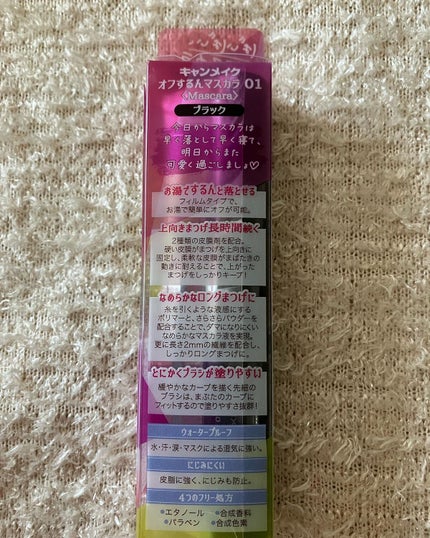 キャンメイク
オフするんマスカラ 01
〈Mascara〉
ブラック
今日からマスカラは
早く落として早く寝て、
明日からまた
可愛く過ごしましょ♡
お湯でするんと落とせる
フィルムタイプで、
お湯で簡単にオフが可能。
上向きまつげ長時間続く
2種類の皮膜剤を配合。
硬い皮膜がまつげを上向きに
固定し、柔軟な皮膜がまばたきの
動きに耐えることで、上がった
まつげをしっかりキープ!
なめらかなロングまつげに
糸を引くような液感にする
ポリマーと、さらさらパウダーを
配合することで、ダマになりにくい
なめらかなマスカラ液を実現。
更に長さ2mmの繊維を配合し、
しっかりロングまつげに。
とにかくブラシが塗りやすい
緩やかなカーブを描く先細の
ブラシは、まぶたのカーブに
フィットするので塗りやすさ抜群!
ウォータープルーフ
水・汗・涙・マスクによる湿気に強い。
にじみにくい
皮脂に強く、にじみも防止。
4つのフリー処方
●エタノール ●合成香料
●パラベン ●合成色素